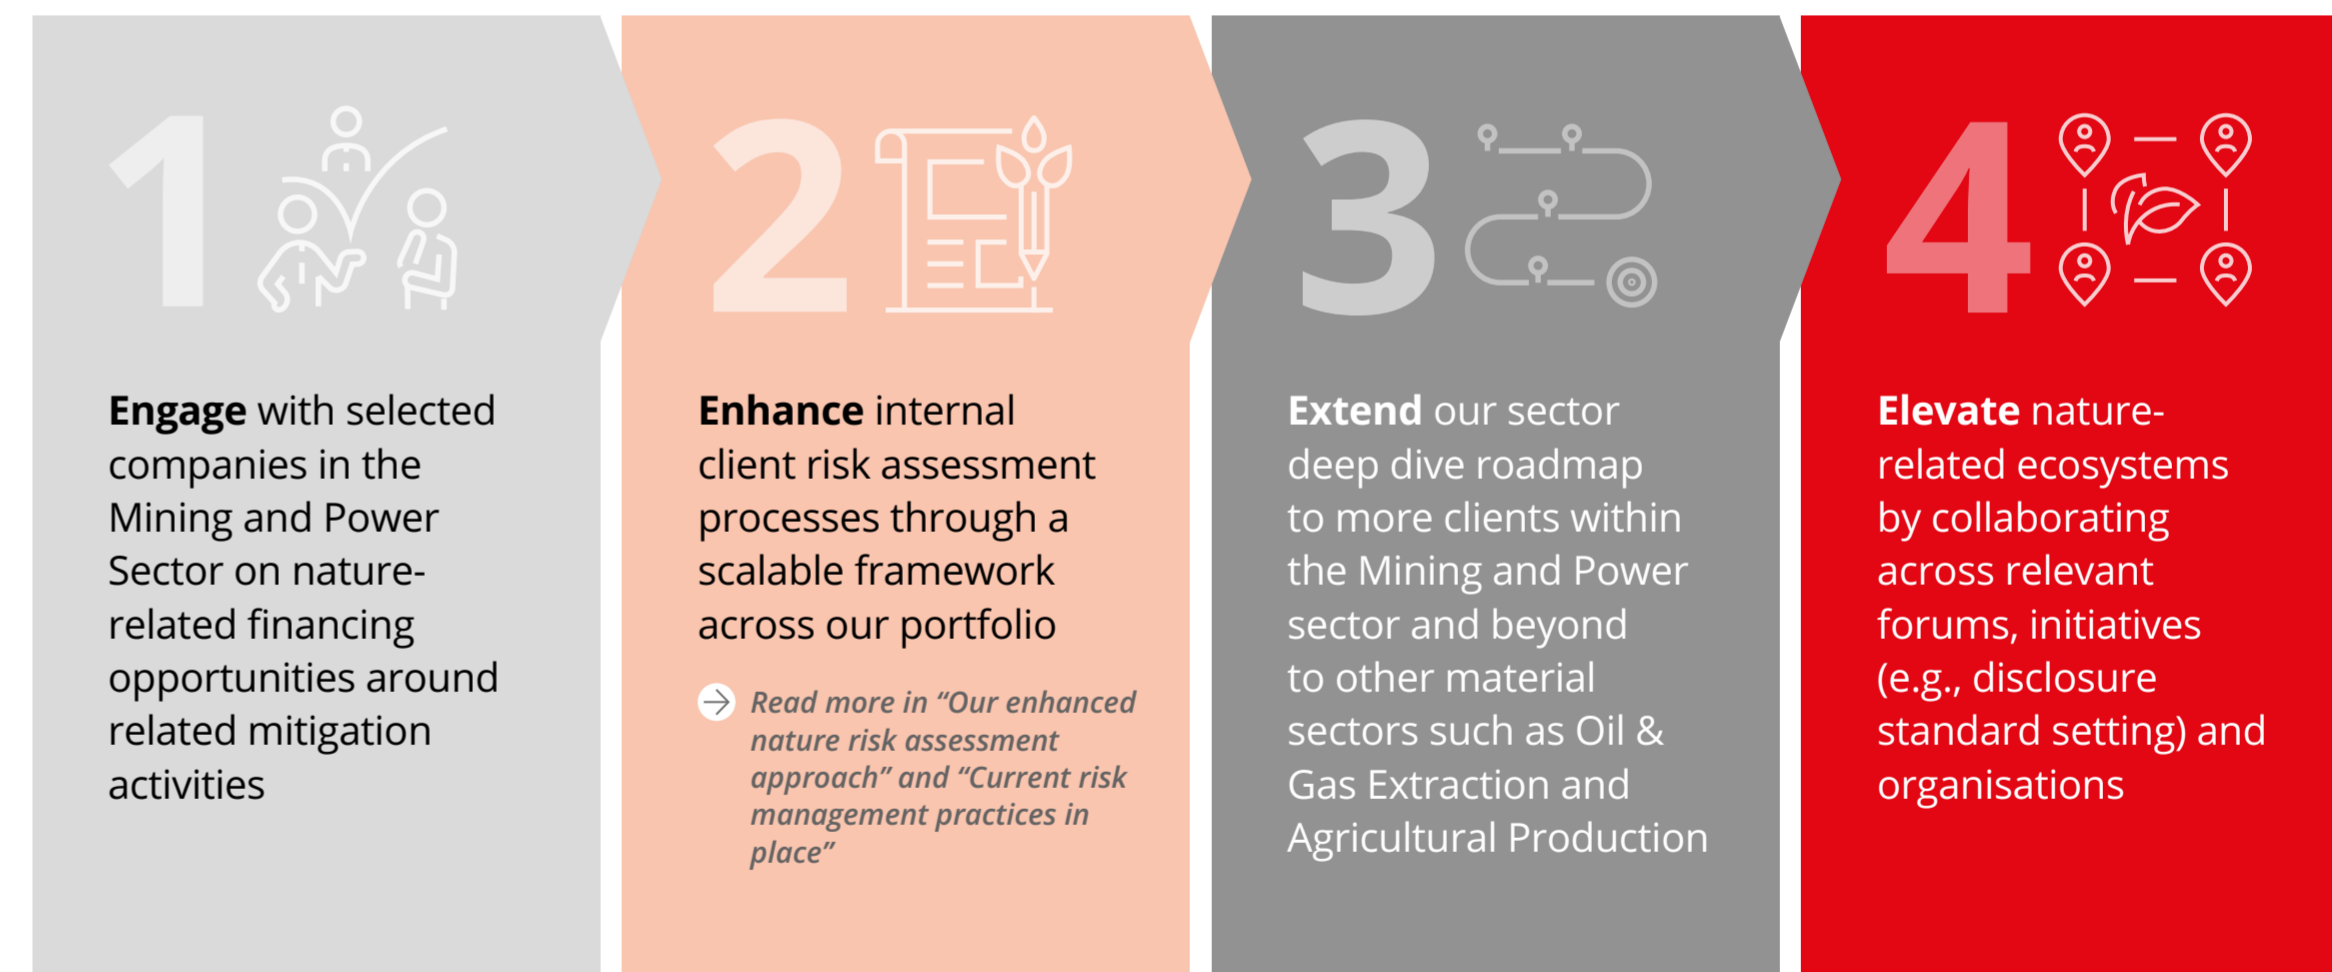 1
Engage with selected
companies in the
Mining and Power
Sector on nature-
related financing
opportunities around
related mitigation
activities
2
Enhance internal
client risk assessment
processes through a
scalable framework
across our portfolio
Read more in “Our enhanced
nature risk assessment
approach” and “Current risk
management practices in
place”
3
Extend our sector
deep dive roadmap
to more clients within
the Mining and Power
sector and beyond
to other material
sectors such as Oil &
Gas Extraction and
Agricultural Production
4
Elevate nature-
related ecosystems
by collaborating
across relevant
forums, initiatives
(e.g., disclosure
standard setting) and
organisations